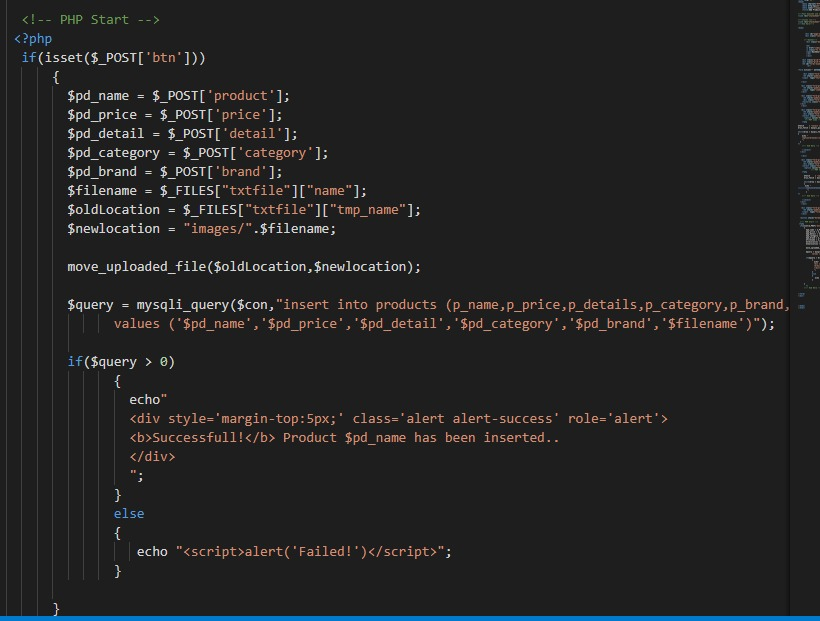 <!-- PHP Start -->
<?php
if(isset($_POST['btn']))
{
$pd_name = $_POST['product'];
$pd_price = $_POST['price'];
$pd_detail = $_POST['detail'];
$pd_category = $_POST['category'];
$pd_brand = $_POST['brand'];
$filename = $_FILES["txtfile"]["name"];
$oldLocation = $_FILES["txtfile"]["tmp_name"];
$newlocation = "images/".$filename;
move_uploaded_file($oldLocation,$newlocation);
$query = mysqli_query($con,"insert into products (p_name,p_price,p_details,p_category,p_brand,
values ('$pd_name','$pd_price','$pd_detail','$pd_category','$pd_brand','$filename')");
if($query > 0)
{
echo"
<div style='margin-top:5px;' class='alert alert-success' role='alert'>
<b>Successfull!</b> Product $pd_name has been inserted..
</div>
";
}
else
{
echo "<script>alert('Failed!')</script>";
}
}